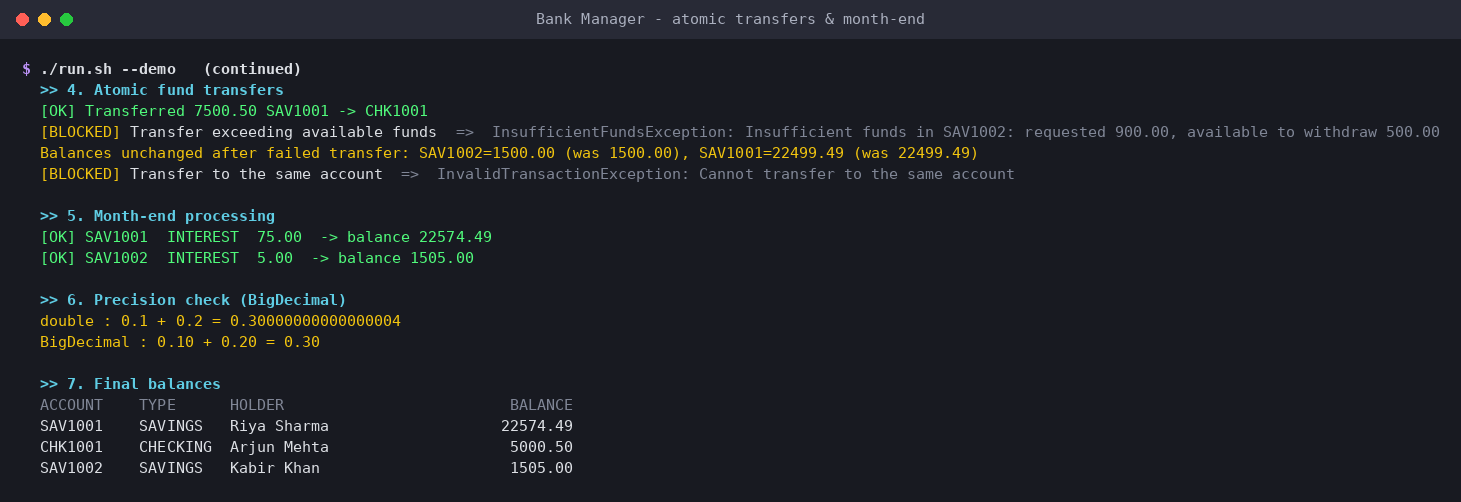 Bank Manager - atomic transfers & month-end
$ ./run.sh --demo   (continued)
>> 4. Atomic fund transfers
[OK] Transferred 7500.50 SAV1001 -> CHK1001
[BLOCKED] Transfer exceeding available funds  =>  InsufficientFundsException: Insufficient funds in SAV1002: requested 900.00, available to withdraw 500.00
Balances unchanged after failed transfer: SAV1002=1500.00 (was 1500.00), SAV1001=22499.49 (was 22499.49)
[BLOCKED] Transfer to the same account  =>  InvalidTransactionException: Cannot transfer to the same account
>> 5. Month-end processing
[OK] SAV1001  INTEREST  75.00  -> balance 22574.49
[OK] SAV1002  INTEREST  5.00  -> balance 1505.00
>> 6. Precision check (BigDecimal)
double : 0.1 + 0.2 = 0.30000000000000004
BigDecimal : 0.10 + 0.20 = 0.30
>> 7. Final balances
ACCOUNT    TYPE      HOLDER                         BALANCE
SAV1001    SAVINGS   Riya Sharma                   22574.49
CHK1001    CHECKING  Arjun Mehta                    5000.50
SAV1002    SAVINGS   Kabir Khan                     1505.00